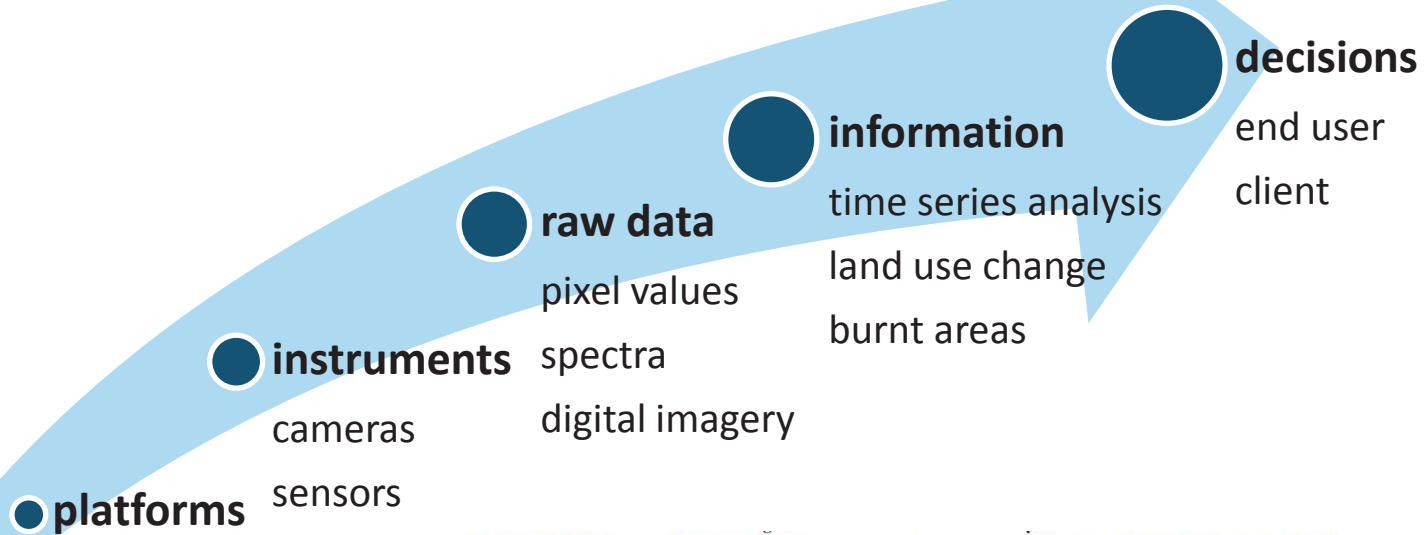 decisions
end user
client
information
time series analysis
land use change
burnt areas
raw data
pixel values
spectra
digital imagery
instruments
cameras
sensors
platforms